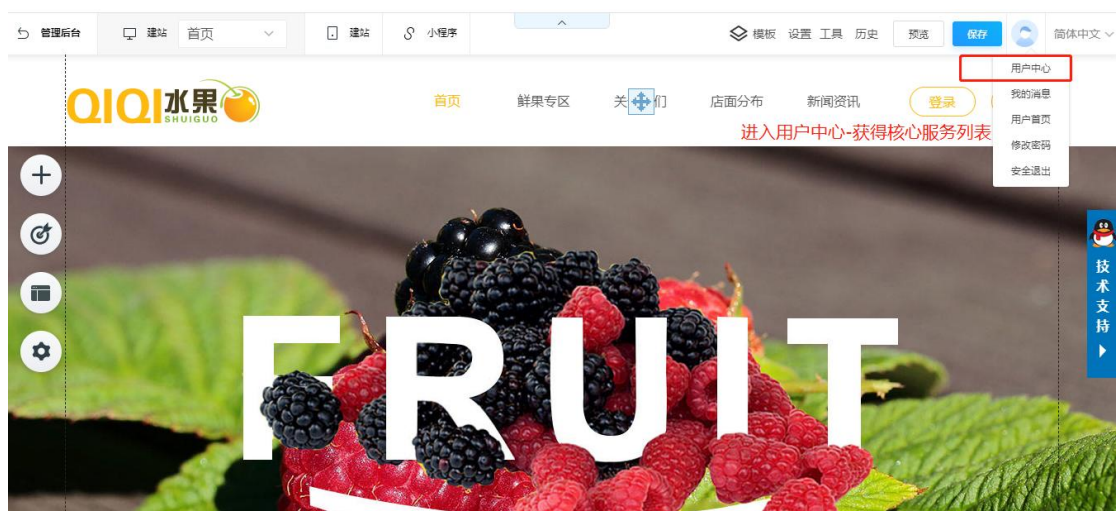 管理后台 建站 首页 建站 小程序 模板 设置 工具 历史 预览 保存 简体中文
用户中心
我的消息
用户首页
修改密码
安全退出
QIQI水果
SHUIGUO
首页 鲜果专区 关 们 店面分布 新闻资讯 登录
进入用户中心-获得核心服务列表
技术支持
FRUIT